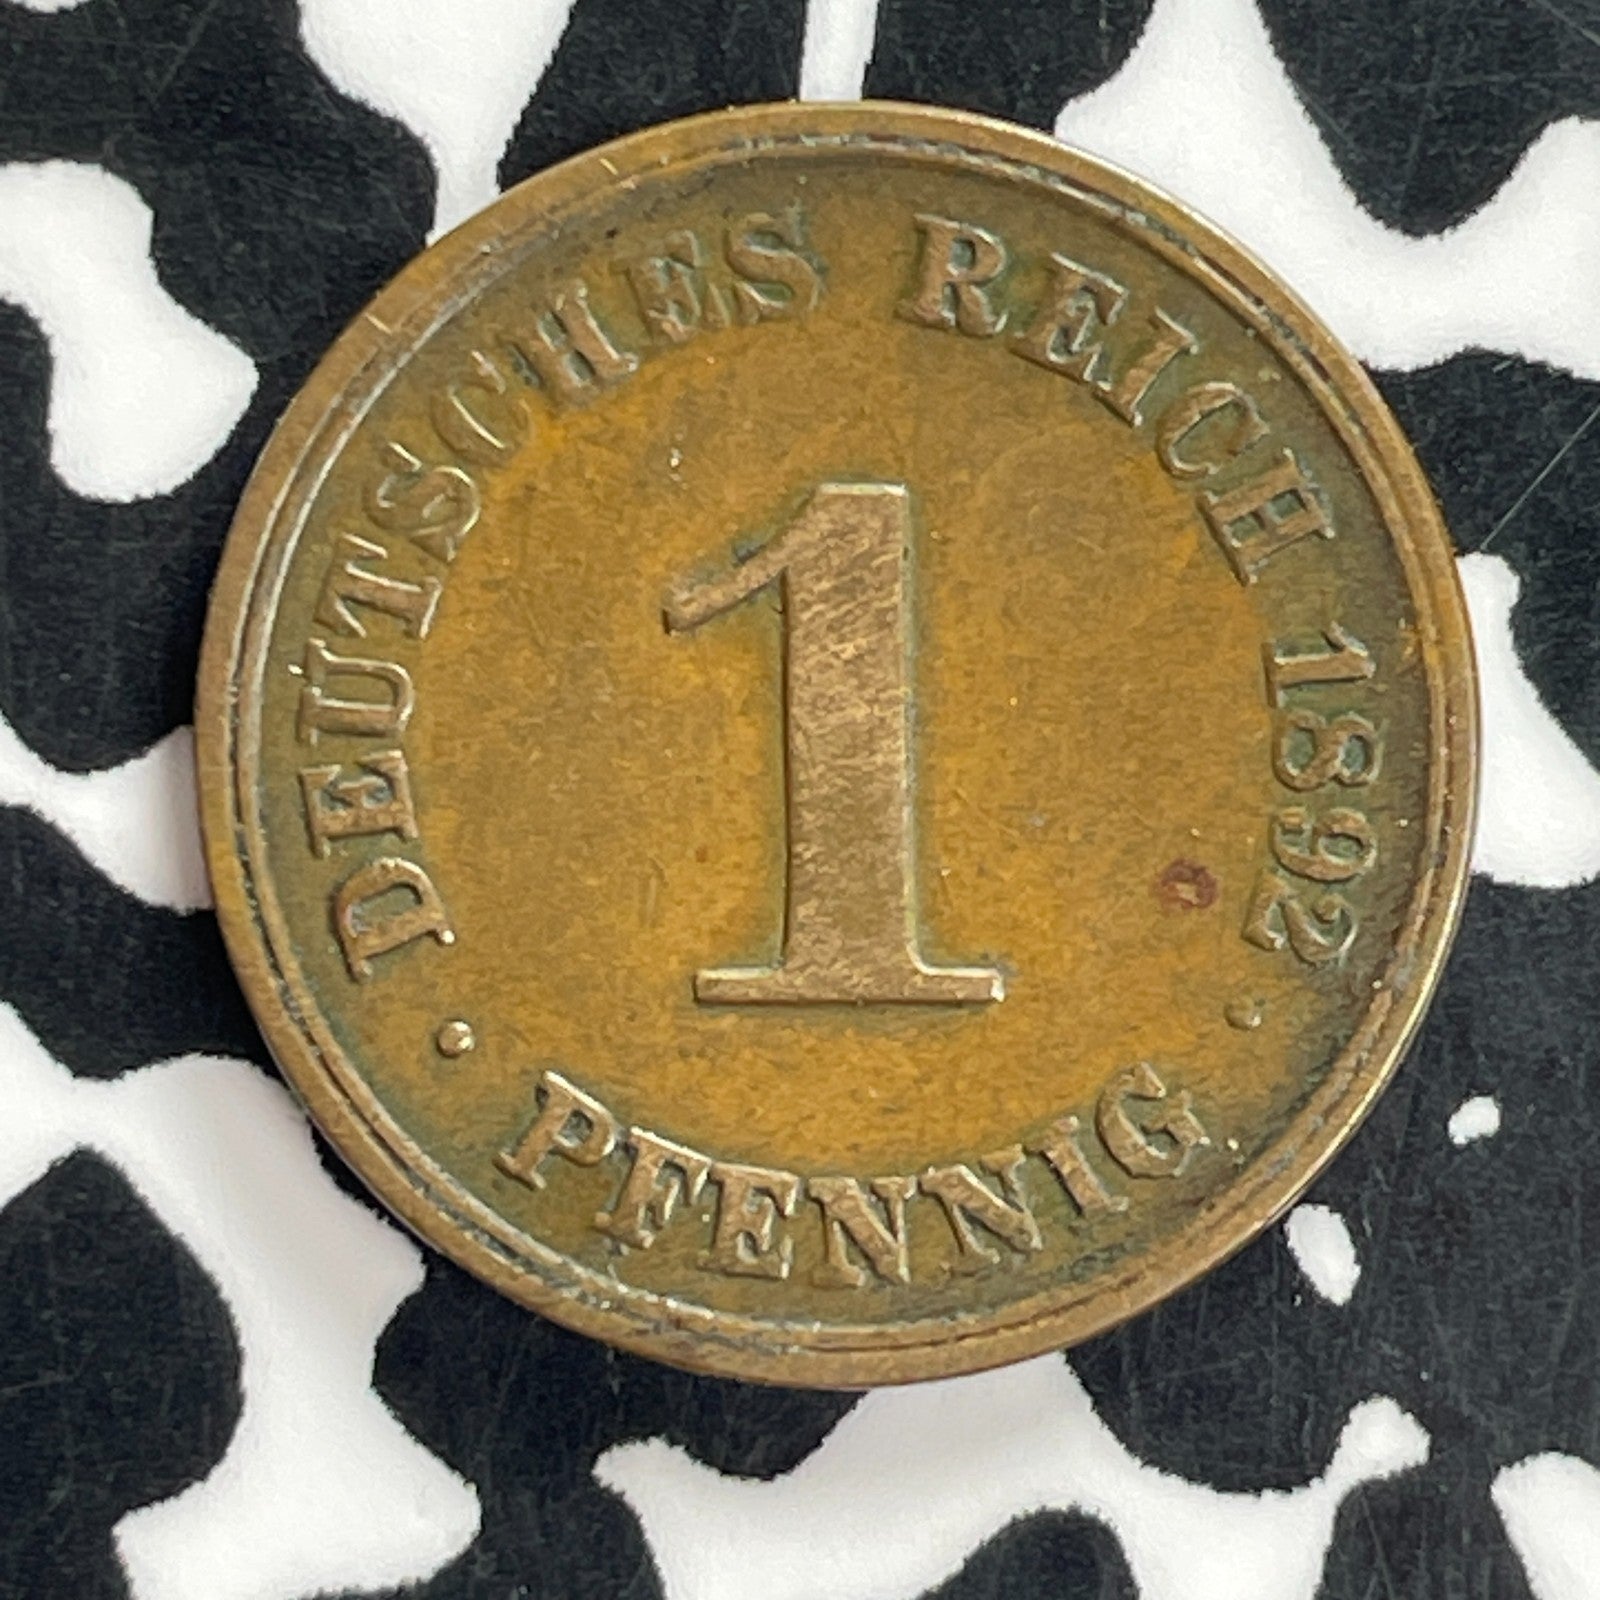 DEUTSCHES REICH 1892
1
· PFENNIG ·